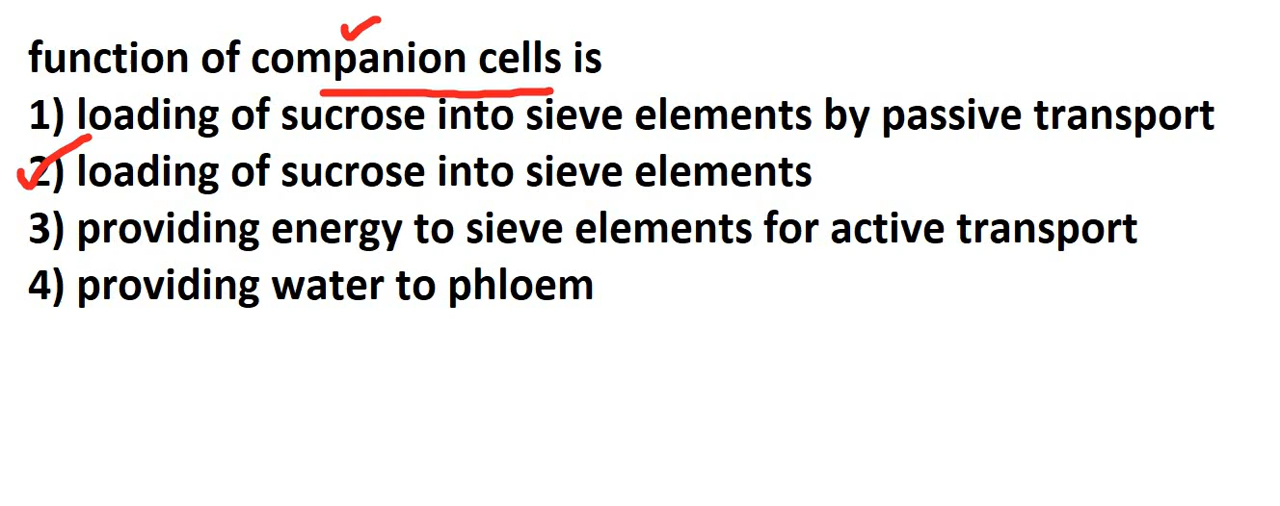 function of companion cells is
1) loading of sucrose into sieve elements by passive transport
2) loading of sucrose into sieve elements
3) providing energy to sieve elements for active transport
4) providing water to phloem